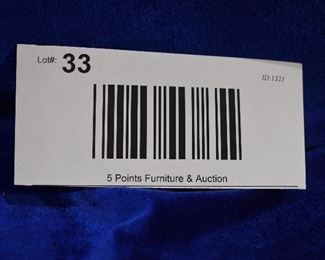 Lot#: 33
ID:1321
5 Points Furniture & Auction